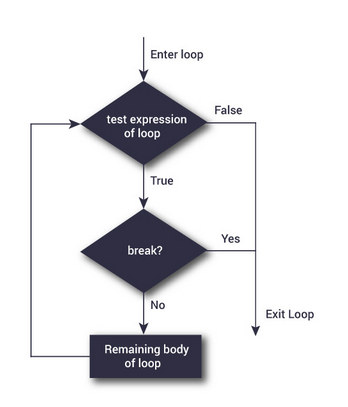 Enter loop
test expression
of loop
False
True
break?
Yes
No
Exit Loop
Remaining body
of loop